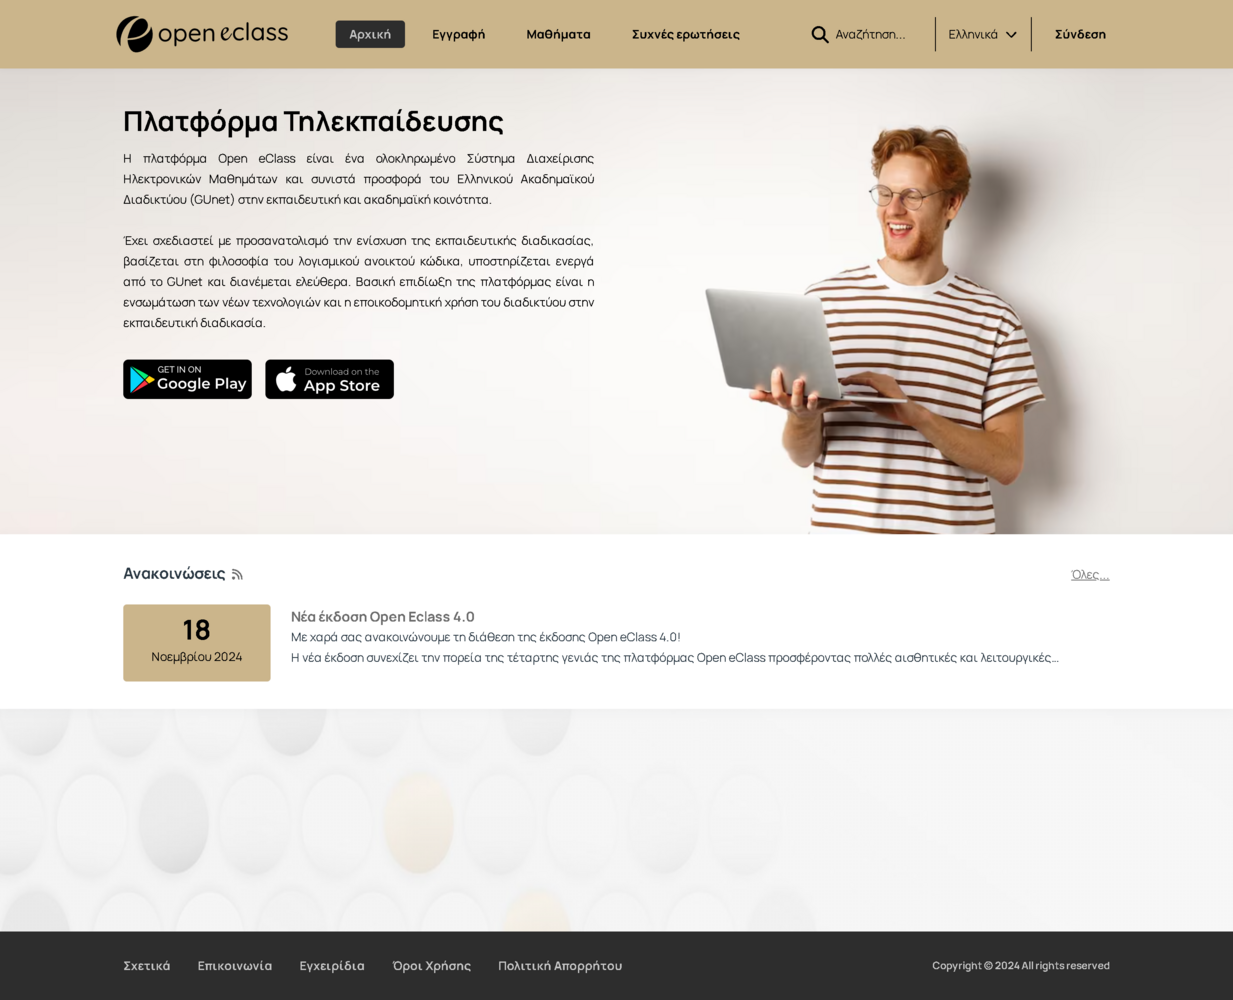 open eclass
Αρχική
Εγγραφή
Μαθήματα
Συχνές ερωτήσεις
Αναζήτηση...
Ελληνικά
Σύνδεση
Πλατφόρμα Τηλεκπαίδευσης
Η πλατφόρμα Open eClass είναι ένα ολοκληρωμένο Σύστημα Διαχείρισης
Ηλεκτρονικών Μαθημάτων και συνιστά προσφορά του Ελληνικού Ακαδημαϊκού
Διαδικτύου (GUnet) στην εκπαιδευτική και ακαδημαϊκή κοινότητα.
Έχει σχεδιαστεί με προσανατολισμό την ενίσχυση της εκπαιδευτικής διαδικασίας,
βασίζεται στη φιλοσοφία του λογισμικού ανοικτού κώδικα, υποστηρίζεται ενεργά
από το GUnet και διανέμεται ελεύθερα. Βασική επιδίωξη της πλατφόρμας είναι η
ενσωμάτωση των νέων τεχνολογιών και η εποικοδομητική χρήση του διαδικτύου στην
εκπαιδευτική διαδικασία.
GET IN ON
Google Play
Download on the
App Store
Ανακοινώσεις
Όλες...
18
Νοεμβρίου 2024
Νέα έκδοση Open Eclass 4.0
Με χαρά σας ανακοινώνουμε τη διάθεση της έκδοσης Open eClass 4.0!
Η νέα έκδοση συνεχίζει την πορεία της τέταρτης γενιάς της πλατφόρμας Open eClass προσφέροντας πολλές αισθητικές και λειτουργικές...
Σχετικά
Επικοινωνία
Εγχειρίδια
Όροι Χρήσης
Πολιτική Απορρήτου
Copyright © 2024 All rights reserved